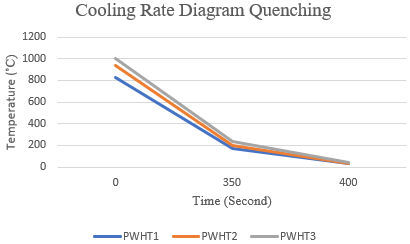 Cooling Rate Diagram Quenching
1200
1000
800
600
400
200
0
Temperature (°C)
0 350 400
Time (Second)
PWHT1 PWHT2 PWHT3